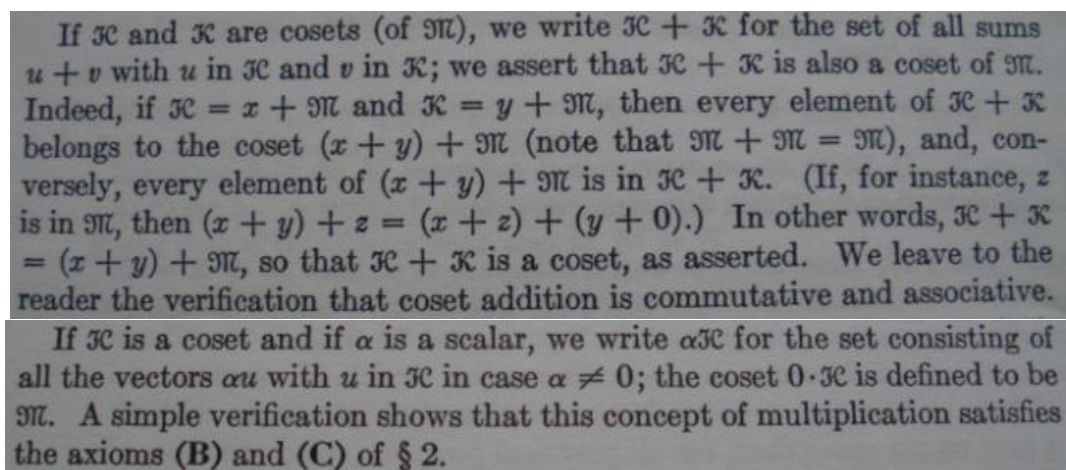 If ℋ and 𝒦 are cosets (of 𝔐), we write ℋ + 𝒦 for the set of all sums
u + v with u in ℋ and v in 𝒦; we assert that ℋ + 𝒦 is also a coset of 𝔐.
Indeed, if ℋ = x + 𝔐 and 𝒦 = y + 𝔐, then every element of ℋ + 𝒦
belongs to the coset (x + y) + 𝔐 (note that 𝔐 + 𝔐 = 𝔐), and, con-
versely, every element of (x + y) + 𝔐 is in ℋ + 𝒦. (If, for instance, z
is in 𝔐, then (x + y) + z = (x + z) + (y + 0).) In other words, ℋ + 𝒦
= (x + y) + 𝔐, so that ℋ + 𝒦 is a coset, as asserted. We leave to the
reader the verification that coset addition is commutative and associative.
If ℋ is a coset and if α is a scalar, we write αℋ for the set consisting of
all the vectors αu with u in ℋ in case α ≠ 0; the coset 0·ℋ is defined to be
𝔐. A simple verification shows that this concept of multiplication satisfies
the axioms (B) and (C) of § 2.